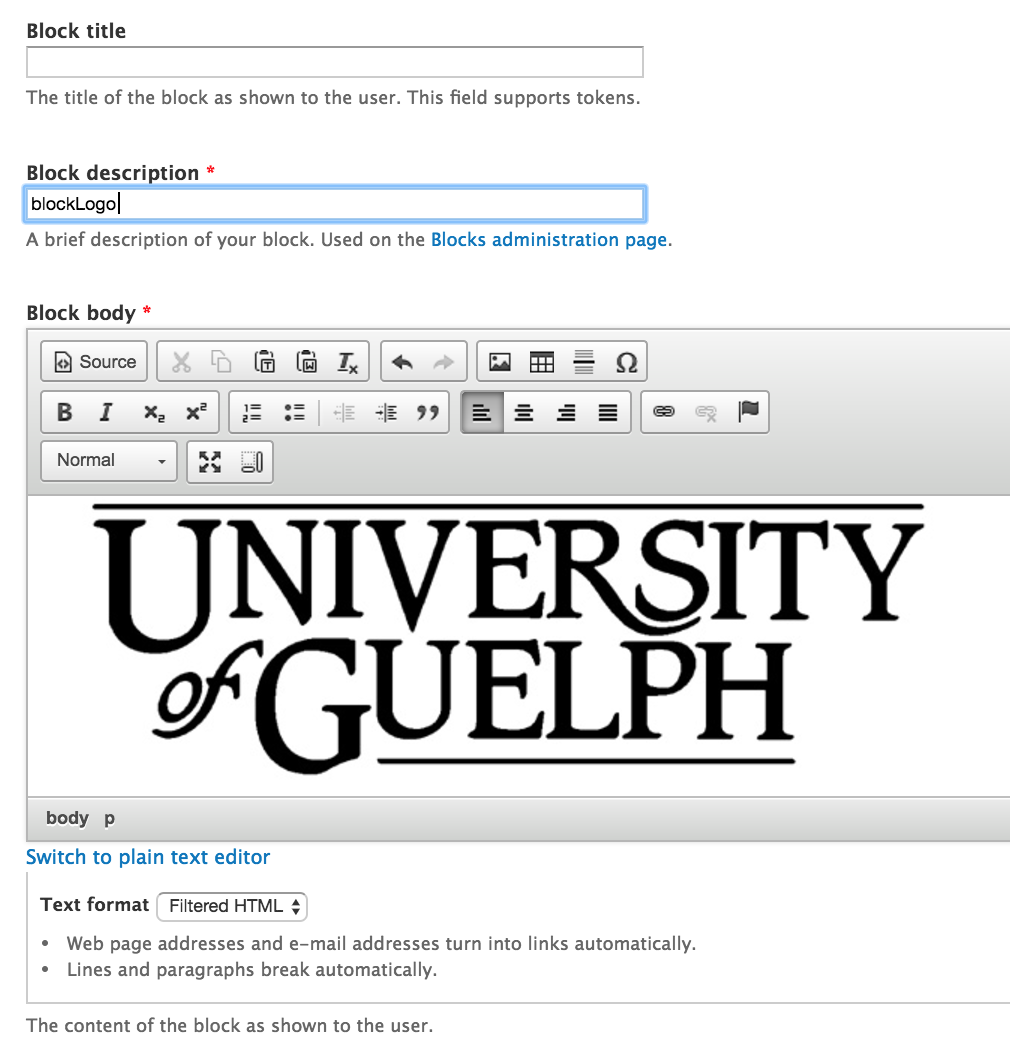 Block title
The title of the block as shown to the user. This field supports tokens.
Block description *
blockLogo
A brief description of your block. Used on the Blocks administration page.
Block body *
Source
Normal
UNIVERSITY
of GUELPH
body p
Switch to plain text editor
Text format Filtered HTML
• Web page addresses and e-mail addresses turn into links automatically.
• Lines and paragraphs break automatically.
The content of the block as shown to the user.